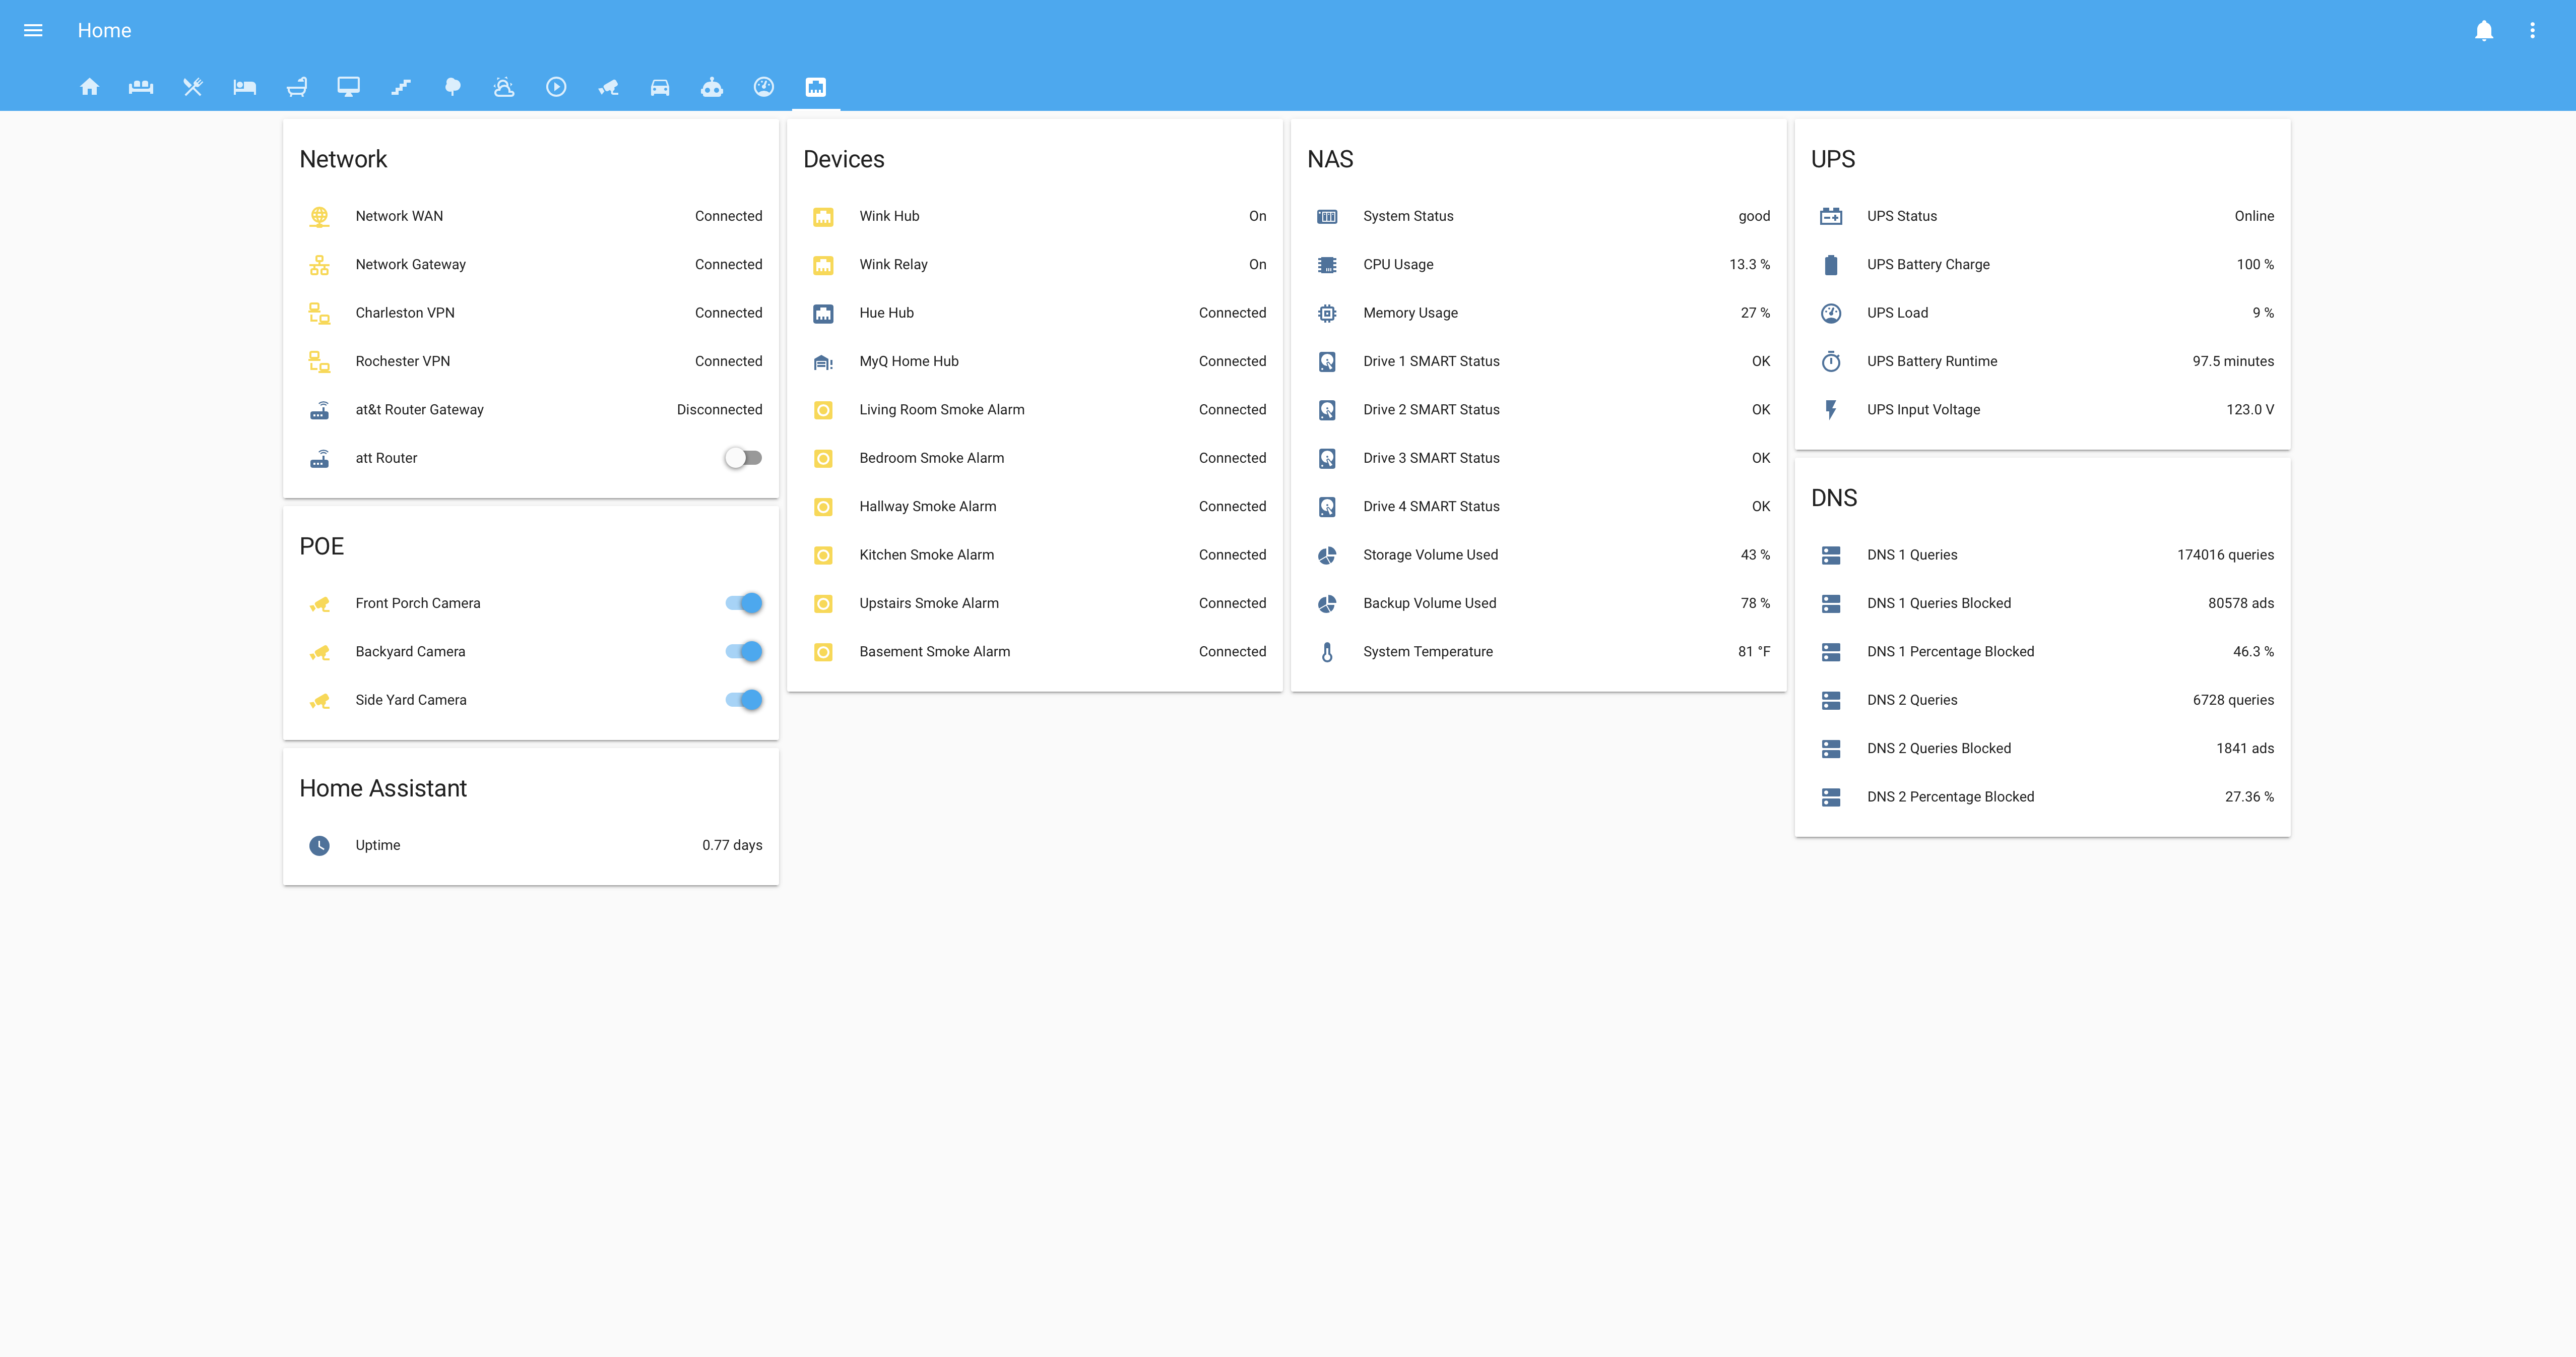 Home
Network
Network WAN Connected
Network Gateway Connected
Charleston VPN Connected
Rochester VPN Connected
at&t Router Gateway Disconnected
att Router
POE
Front Porch Camera
Backyard Camera
Side Yard Camera
Home Assistant
Uptime 0.77 days
Devices
Wink Hub On
Wink Relay On
Hue Hub Connected
MyQ Home Hub Connected
Living Room Smoke Alarm Connected
Bedroom Smoke Alarm Connected
Hallway Smoke Alarm Connected
Kitchen Smoke Alarm Connected
Upstairs Smoke Alarm Connected
Basement Smoke Alarm Connected
NAS
System Status good
CPU Usage 13.3 %
Memory Usage 27 %
Drive 1 SMART Status OK
Drive 2 SMART Status OK
Drive 3 SMART Status OK
Drive 4 SMART Status OK
Storage Volume Used 43 %
Backup Volume Used 78 %
System Temperature 81 °F
UPS
UPS Status Online
UPS Battery Charge 100 %
UPS Load 9 %
UPS Battery Runtime 97.5 minutes
UPS Input Voltage 123.0 V
DNS
DNS 1 Queries 174016 queries
DNS 1 Queries Blocked 80578 ads
DNS 1 Percentage Blocked 46.3 %
DNS 2 Queries 6728 queries
DNS 2 Queries Blocked 1841 ads
DNS 2 Percentage Blocked 27.36 %